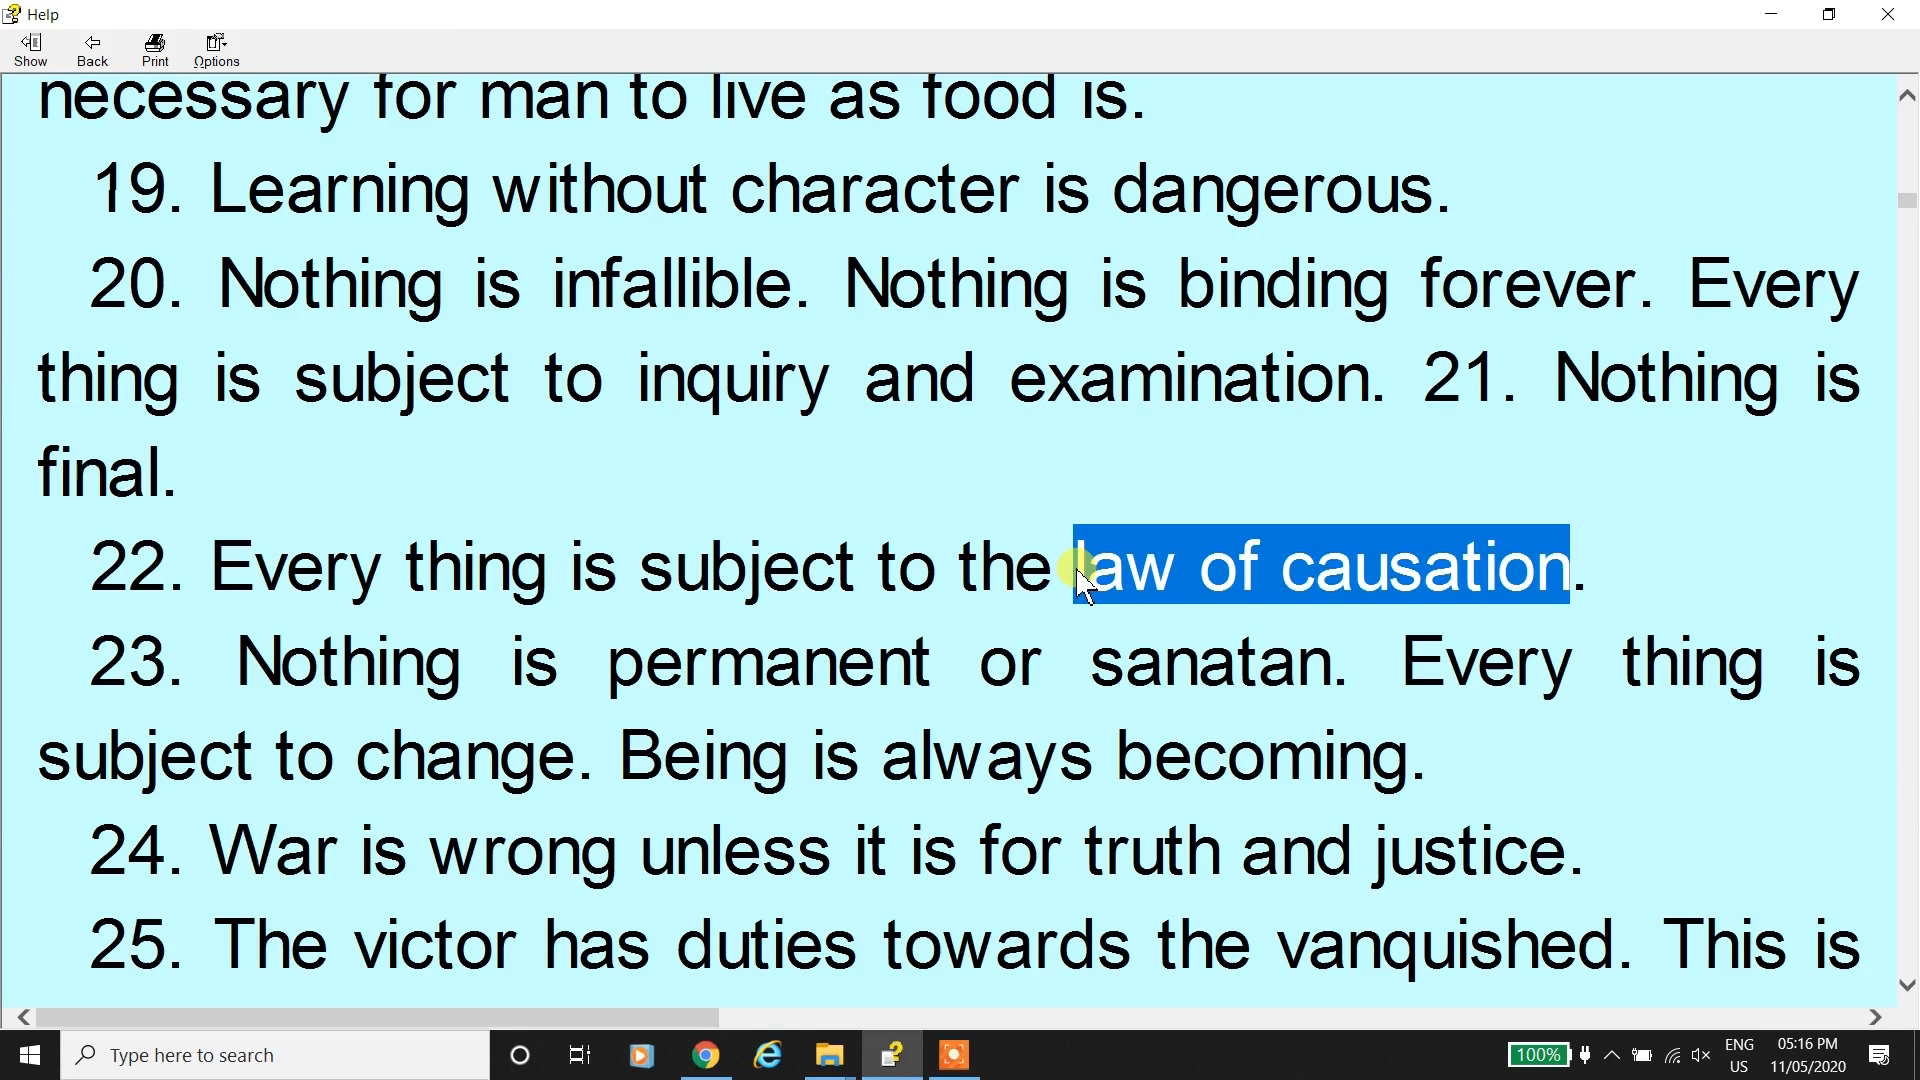 Help
Show Back Print Options
necessary for man to live as food is.
19. Learning without character is dangerous.
20. Nothing is infallible. Nothing is binding forever. Every
thing is subject to inquiry and examination. 21. Nothing is
final.
22. Every thing is subject to the law of causation.
23. Nothing is permanent or sanatan. Every thing is
subject to change. Being is always becoming.
24. War is wrong unless it is for truth and justice.
25. The victor has duties towards the vanquished. This is
Type here to search
100%
ENG
US
05:16 PM
11/05/2020